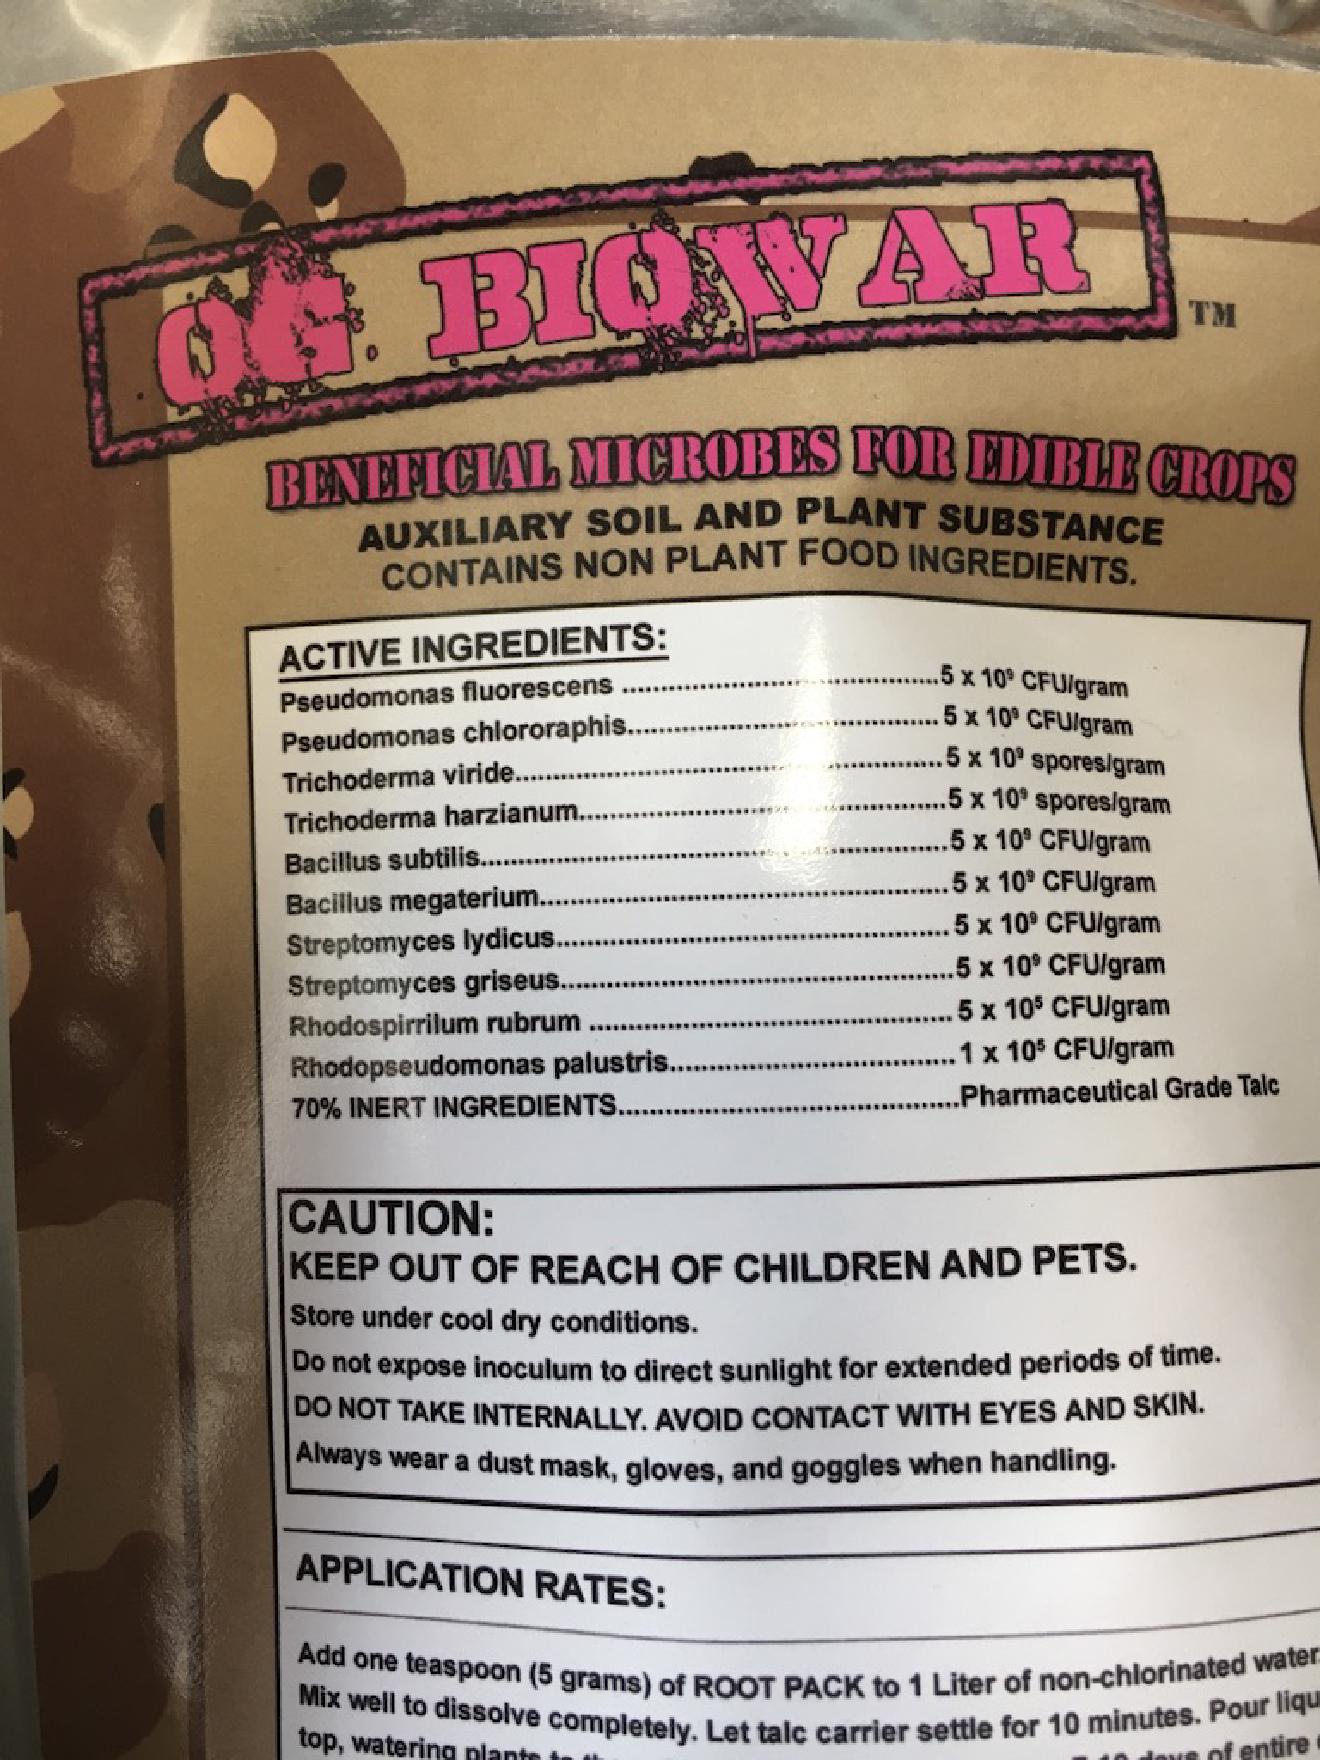 OG BIOWAR TM
BENEFICIAL MICROBES FOR EDIBLE CROPS
AUXILIARY SOIL AND PLANT SUBSTANCE
CONTAINS NON PLANT FOOD INGREDIENTS.
ACTIVE INGREDIENTS:
Pseudomonas fluorescens ........................................5 x 10⁹ CFU/gram
Pseudomonas chlororaphis....................................... 5 x 10⁹ CFU/gram
Trichoderma viride.....................................................5 x 10⁹ spores/gram
Trichoderma harzianum.............................................5 x 10⁹ spores/gram
Bacillus subtilis..........................................................5 x 10⁹ CFU/gram
Bacillus megaterium...................................................5 x 10⁹ CFU/gram
Streptomyces lydicus................................................. 5 x 10⁹ CFU/gram
Streptomyces griseus.................................................5 x 10⁹ CFU/gram
Rhodospirrilum rubrum ............................................. 5 x 10⁵ CFU/gram
Rhodopseudomonas palustris....................................1 x 10⁵ CFU/gram
70% INERT INGREDIENTS...........................................Pharmaceutical Grade Talc
CAUTION:
KEEP OUT OF REACH OF CHILDREN AND PETS.
Store under cool dry conditions.
Do not expose inoculum to direct sunlight for extended periods of time.
DO NOT TAKE INTERNALLY. AVOID CONTACT WITH EYES AND SKIN.
Always wear a dust mask, gloves, and goggles when handling.
APPLICATION RATES:
Add one teaspoon (5 grams) of ROOT PACK to 1 Liter of non-chlorinated water.
Mix well to dissolve completely. Let talc carrier settle for 10 minutes. Pour
top, watering plants to days of entire